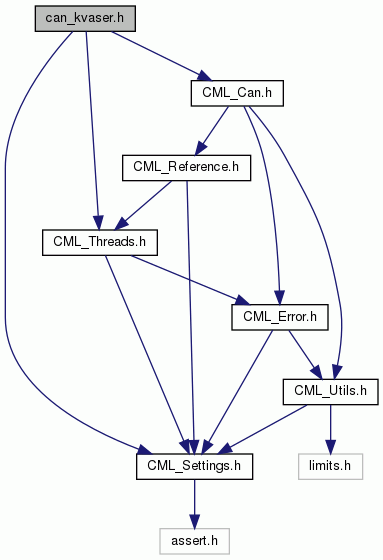 can_kvaser.h
CML_Can.h
CML_Reference.h
CML_Threads.h
CML_Error.h
CML_Utils.h
CML_Settings.h
limits.h
assert.h